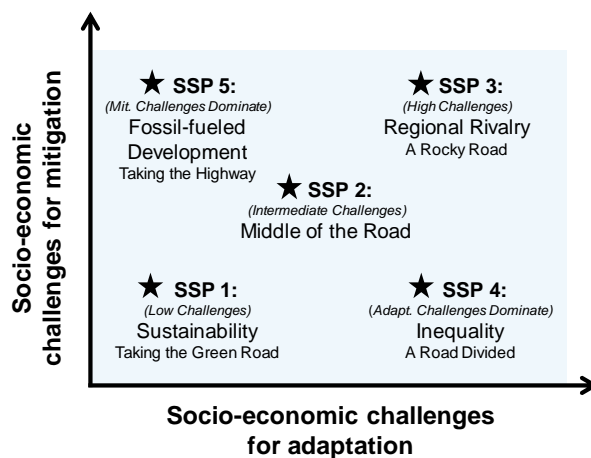 Socio-economic
challenges for mitigation
★ SSP 5:
(Mit. Challenges Dominate)
Fossil-fueled
Development
Taking the Highway
★ SSP 3:
(High Challenges)
Regional Rivalry
A Rocky Road
★ SSP 2:
(Intermediate Challenges)
Middle of the Road
★ SSP 1:
(Low Challenges)
Sustainability
Taking the Green Road
★ SSP 4:
(Adapt. Challenges Dominate)
Inequality
A Road Divided
Socio-economic challenges
for adaptation